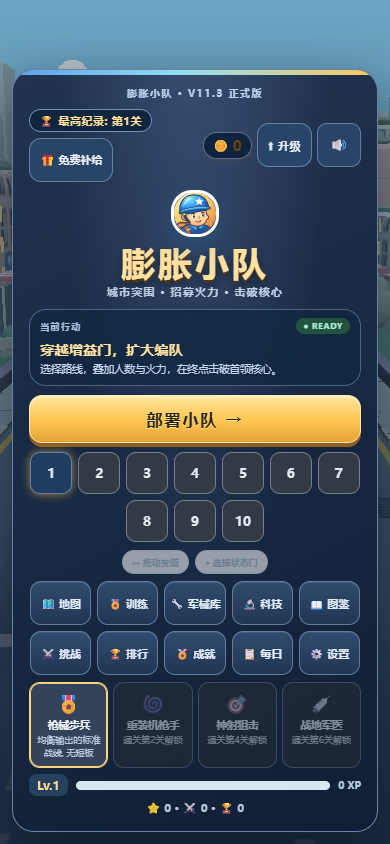 膨胀小队 • V11.3 正式版
最高纪录: 第1关
免费补给
0
升级
膨胀小队
城市突围 • 招募火力 • 击破核心
当前行动
READY
穿越增益门，扩大编队
选择路线，叠加人数与火力，在终点击破首领核心。
部署小队 →
1 2 3 4 5 6 7
8 9 10
↔ 拖动变道 • 选择状态门
地图 训练 军械库 科技 图鉴
挑战 排行 成就 每日 设置
枪械步兵 重装机枪手 神射狙击 战地军医
均衡输出的标准战线, 无短板 通关第2关解锁 通关第4关解锁 通关第6关解锁
Lv.1 0 XP
0 • 0 • 0